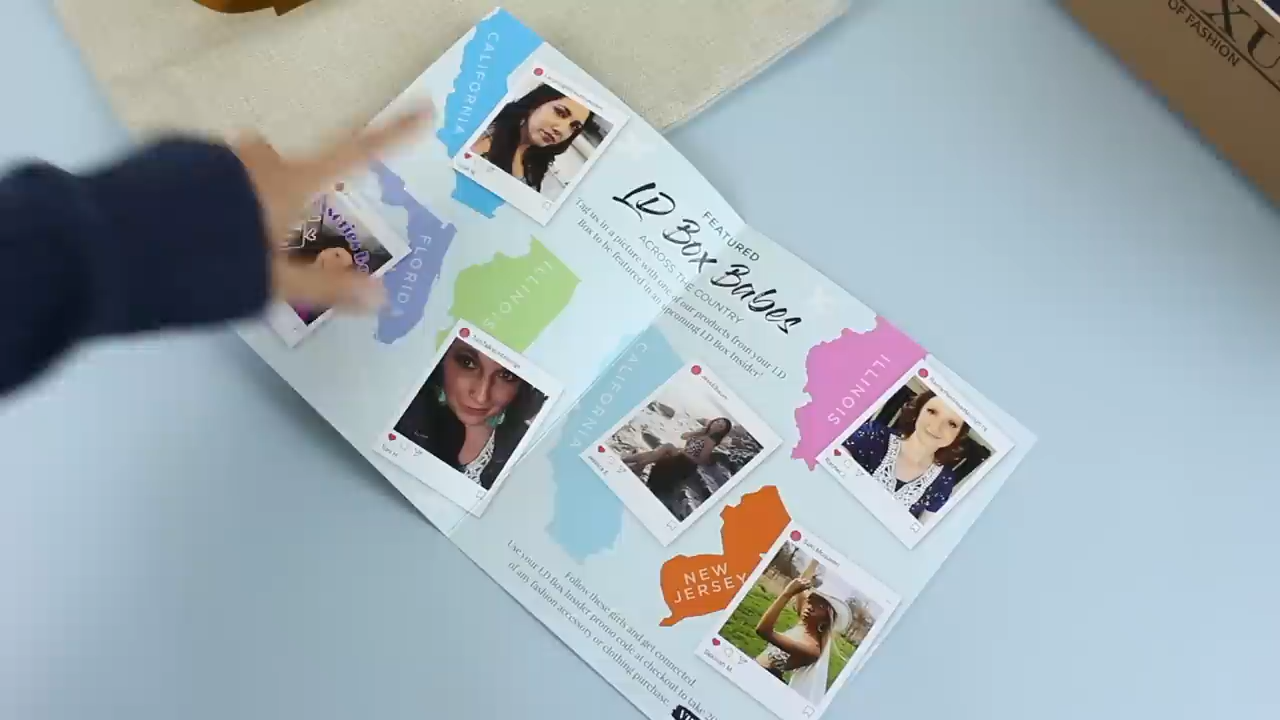 XU
OF FASHION
CALIFORNIA
FEATURED
LD Box Babes
ACROSS THE COUNTRY
Tag us in a picture with one of our products from your LD
Box to be featured in an upcoming LD Box Insider!
FLORIDA
ILLINOIS
CALIFORNIA
ILLINOIS
NEW
JERSEY
Follow these girls and get connected.
Use your LD Box Insider promo code at checkout to take 20
of any fashion accessory or clothing purchase.